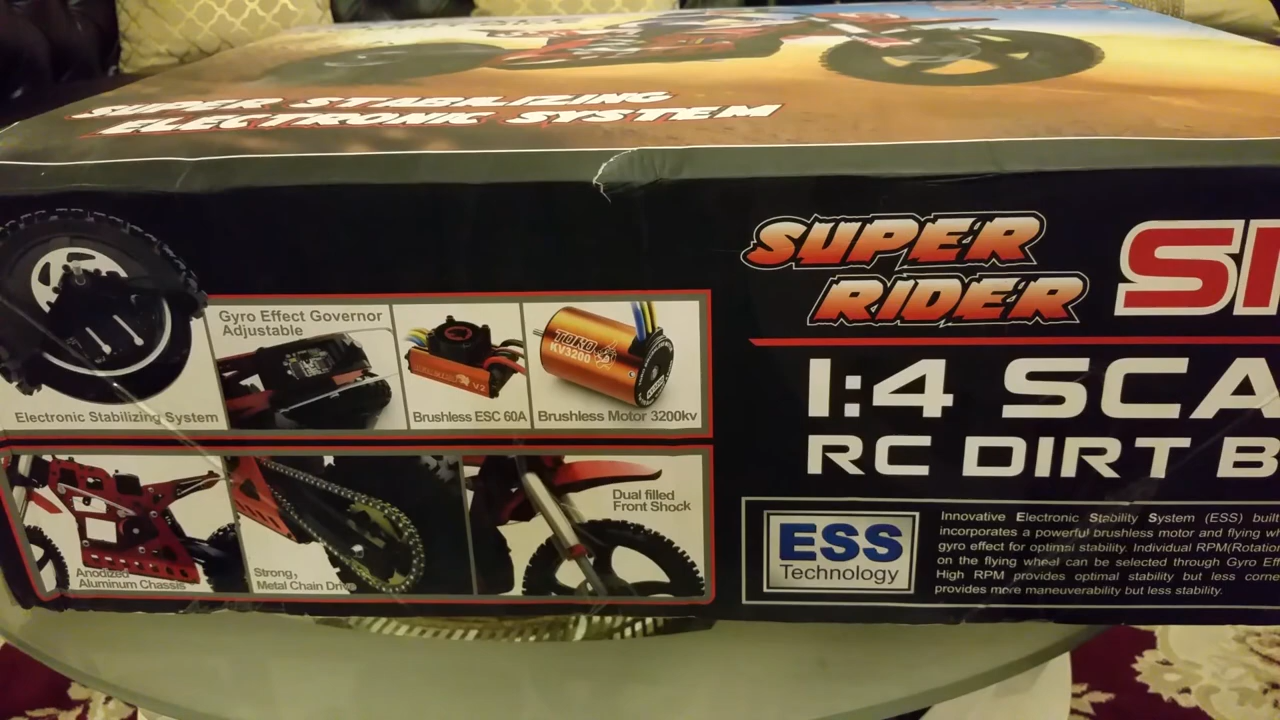 SUPER STABILIZING
ELECTRONIC SYSTEM
SUPER
RIDER
Gyro Effect Governor
Adjustable
Electronic Stabilizing System
V2
Brushless ESC 60A
TORO
KV3200
Brushless Motor 3200kv
1:4 SCA
RC DIRT B
Anodized
Aluminum Chassis
Strong,
Metal Chain Drive
Dual filled
Front Shock
ESS
Technology
Innovative Electronic Stability System (ESS) built
incorporates a powerful brushless motor and flying wh
gyro effect for optimal stability. Individual RPM(Rotation
on the flying wheel can be selected through Gyro Eff
High RPM provides optimal stability but less corne
provides more maneuverability but less stability.